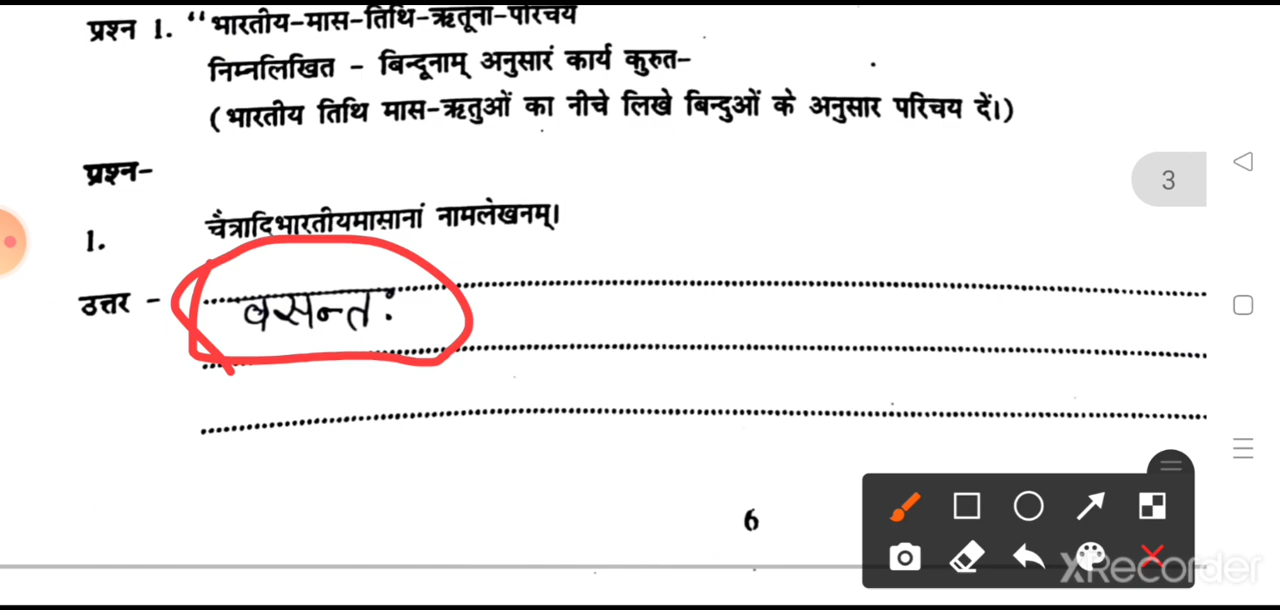 प्रश्न 1. “भारतीय-मास-तिथि-ऋतूना-परिचय
निम्नलिखित - बिन्दूनाम् अनुसारं कार्य कुरुत-
(भारतीय तिथि मास-ऋतुओं का नीचे लिखे बिन्दुओं के अनुसार परिचय दें।)
प्रश्न-
3
1. चैत्रादिभारतीयमासानां नामलेखनम्।
उत्तर - वसन्तः
6
XRecorder